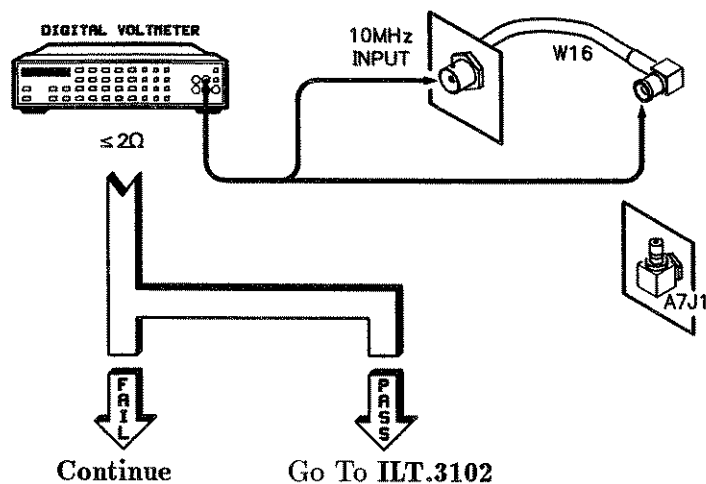 DIGITAL VOLTMETER
10MHz
INPUT
W16
≤2Ω
A7J1
FAIL
PASS
Continue
Go To ILT.3102